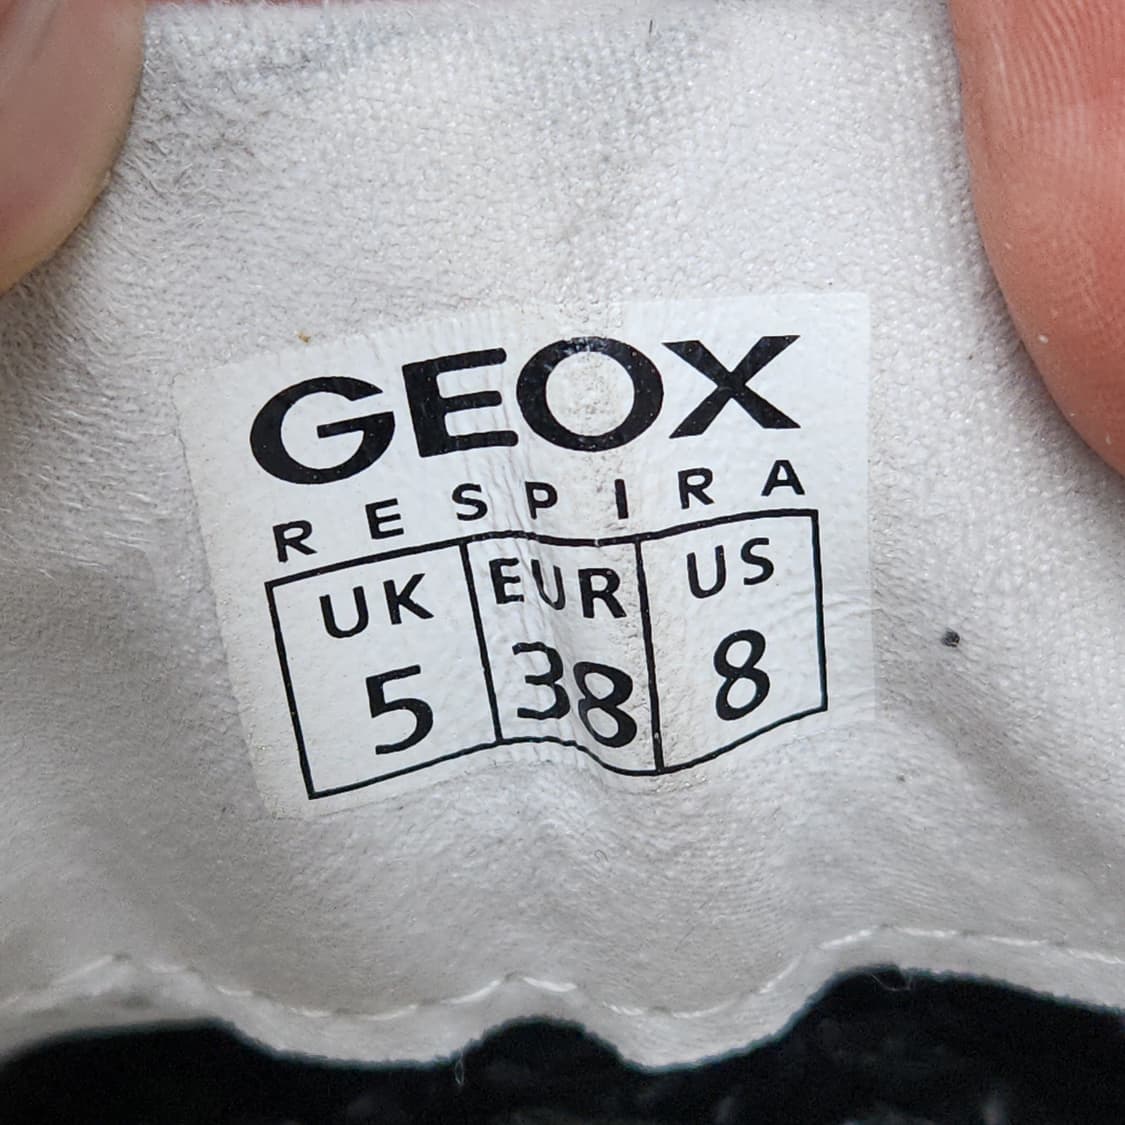 GEOX
RESPIRA
UK EUR US
5 38 8